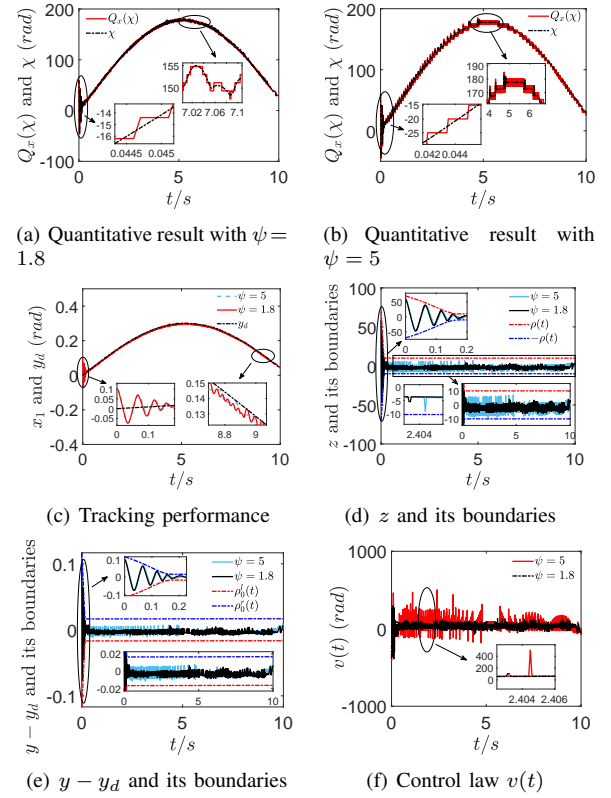 200
150
100
0
-100
Q_x(χ) and χ (rad)
Q_x(χ)
χ
155
150
7.02 7.06 7.1
-14
-15
-16
0.0445 0.045
0 5 10
t/s
(a) Quantitative result with ψ =
1.8
200
100
0
-100
Q_x(χ) and χ (rad)
Q_x(χ)
χ
190
180
170
4 5 6
-15
-20
-25
0.042 0.044
0 5 10
t/s
(b) Quantitative result with
ψ = 5
0.4
0.2
0
-0.2
-0.4
x_1 and y_d (rad)
ψ = 5
ψ = 1.8
y_d
0.1
0.05
0
-0.05
0 0.1
0.15
0.14
0.13
8.8 9
0 5 10
t/s
(c) Tracking performance
100
50
0
-50
-100
z and its boundaries
ψ = 5
ψ = 1.8
ρ(t)
−ρ(t)
50
0
-50
0 0.1 0.2
0
-5
-10
2.404
10
0
-10
0 5 10
0 5 10
t/s
(d) z and its boundaries
0.1
0
-0.1
y − y_d and its boundaries
ψ = 5
ψ = 1.8
0.1
0
-0.1
0 0.1 0.2
0.02
0
-0.02
0 5 10
0 5 10
t/s
(e) y − y_d and its boundaries
1000
0
-1000
v(t) (rad)
ψ = 5
ψ = 1.8
400
200
0
2.404 2.406
0 5 10
t/s
(f) Control law v(t)